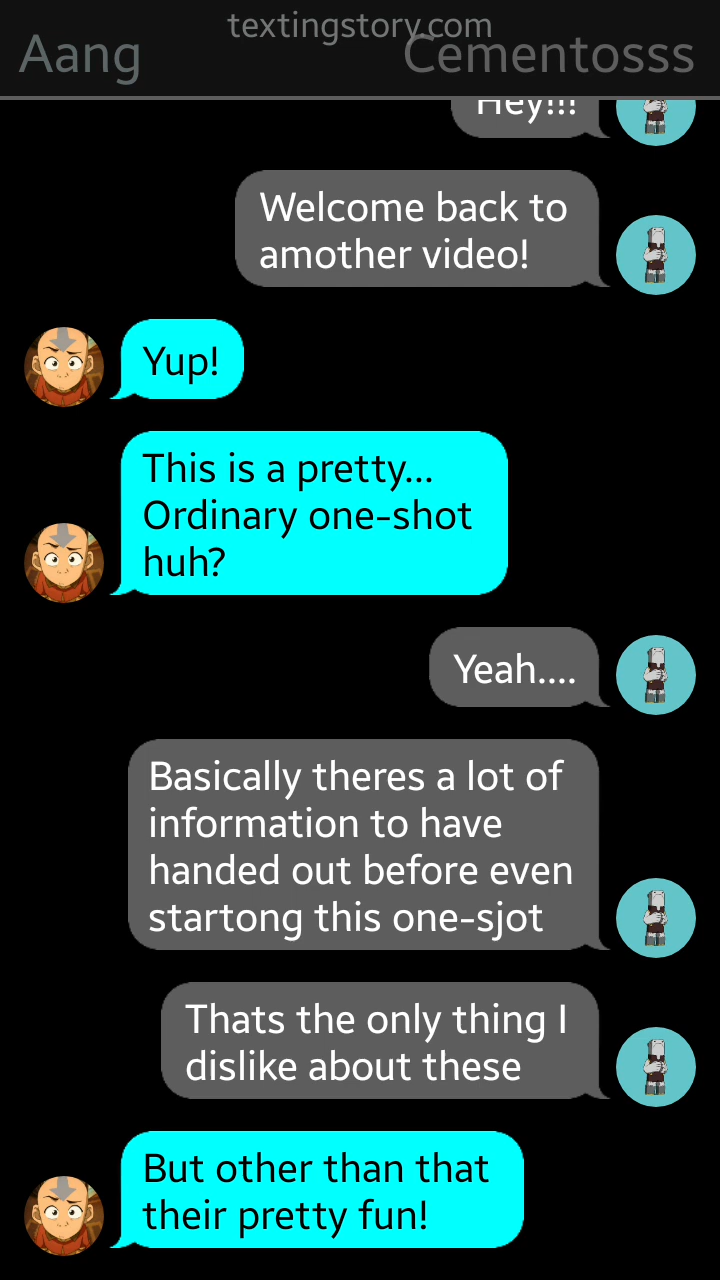 textingstory.com
Aang
Cementosss
Hey!!!
Welcome back to
amother video!
Yup!
This is a pretty...
Ordinary one-shot
huh?
Yeah....
Basically theres a lot of
information to have
handed out before even
startong this one-sjot
Thats the only thing I
dislike about these
But other than that
their pretty fun!